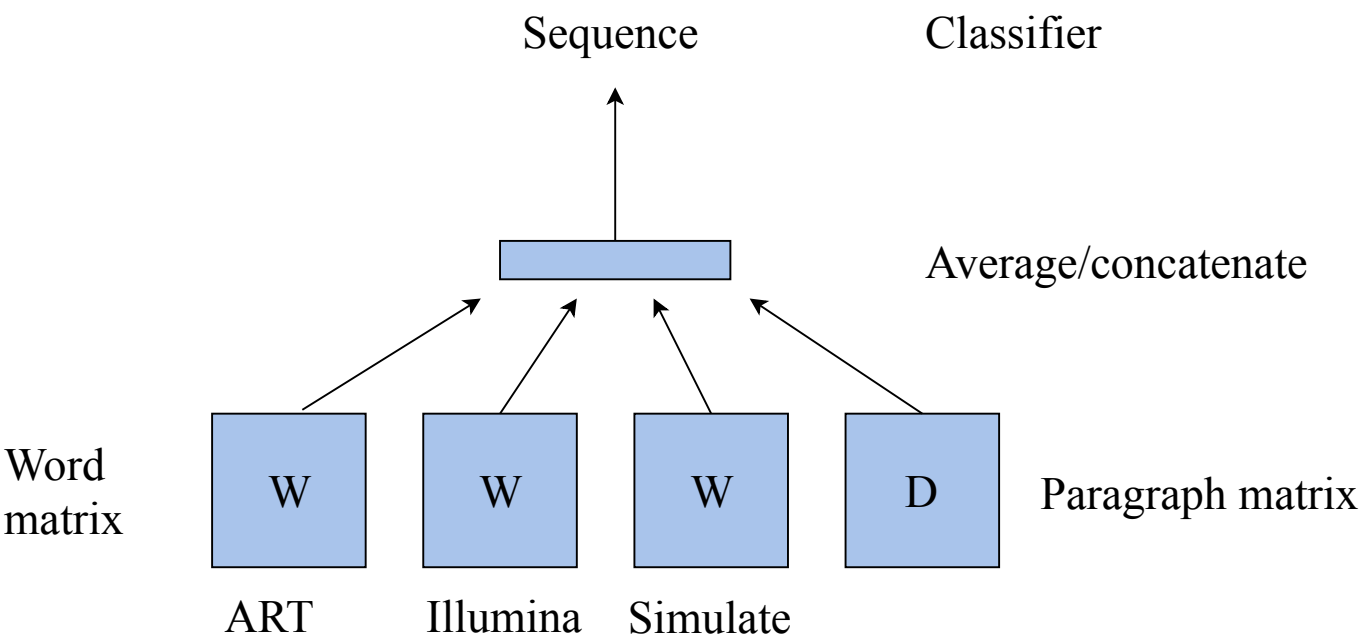 Sequence
Classifier
Average/concatenate
Word
matrix
W
W
W
D
Paragraph matrix
ART
Illumina
Simulate